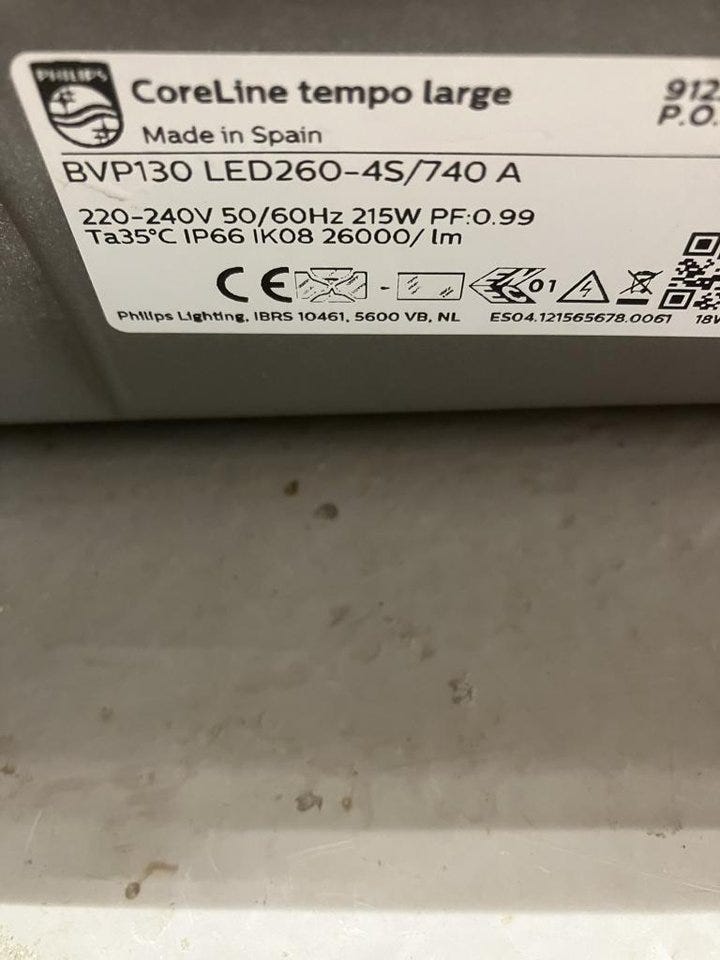 PHILIPS
CoreLine tempo large
912
P.O.
Made in Spain
BVP130 LED260-4S/740 A
220-240V 50/60Hz 215W PF:0.99
Ta35°C IP66 IK08 26000/ lm
CE
-
01
Philips Lighting, IBRS 10461, 5600 VB, NL
ES04.121565678.0061
18W